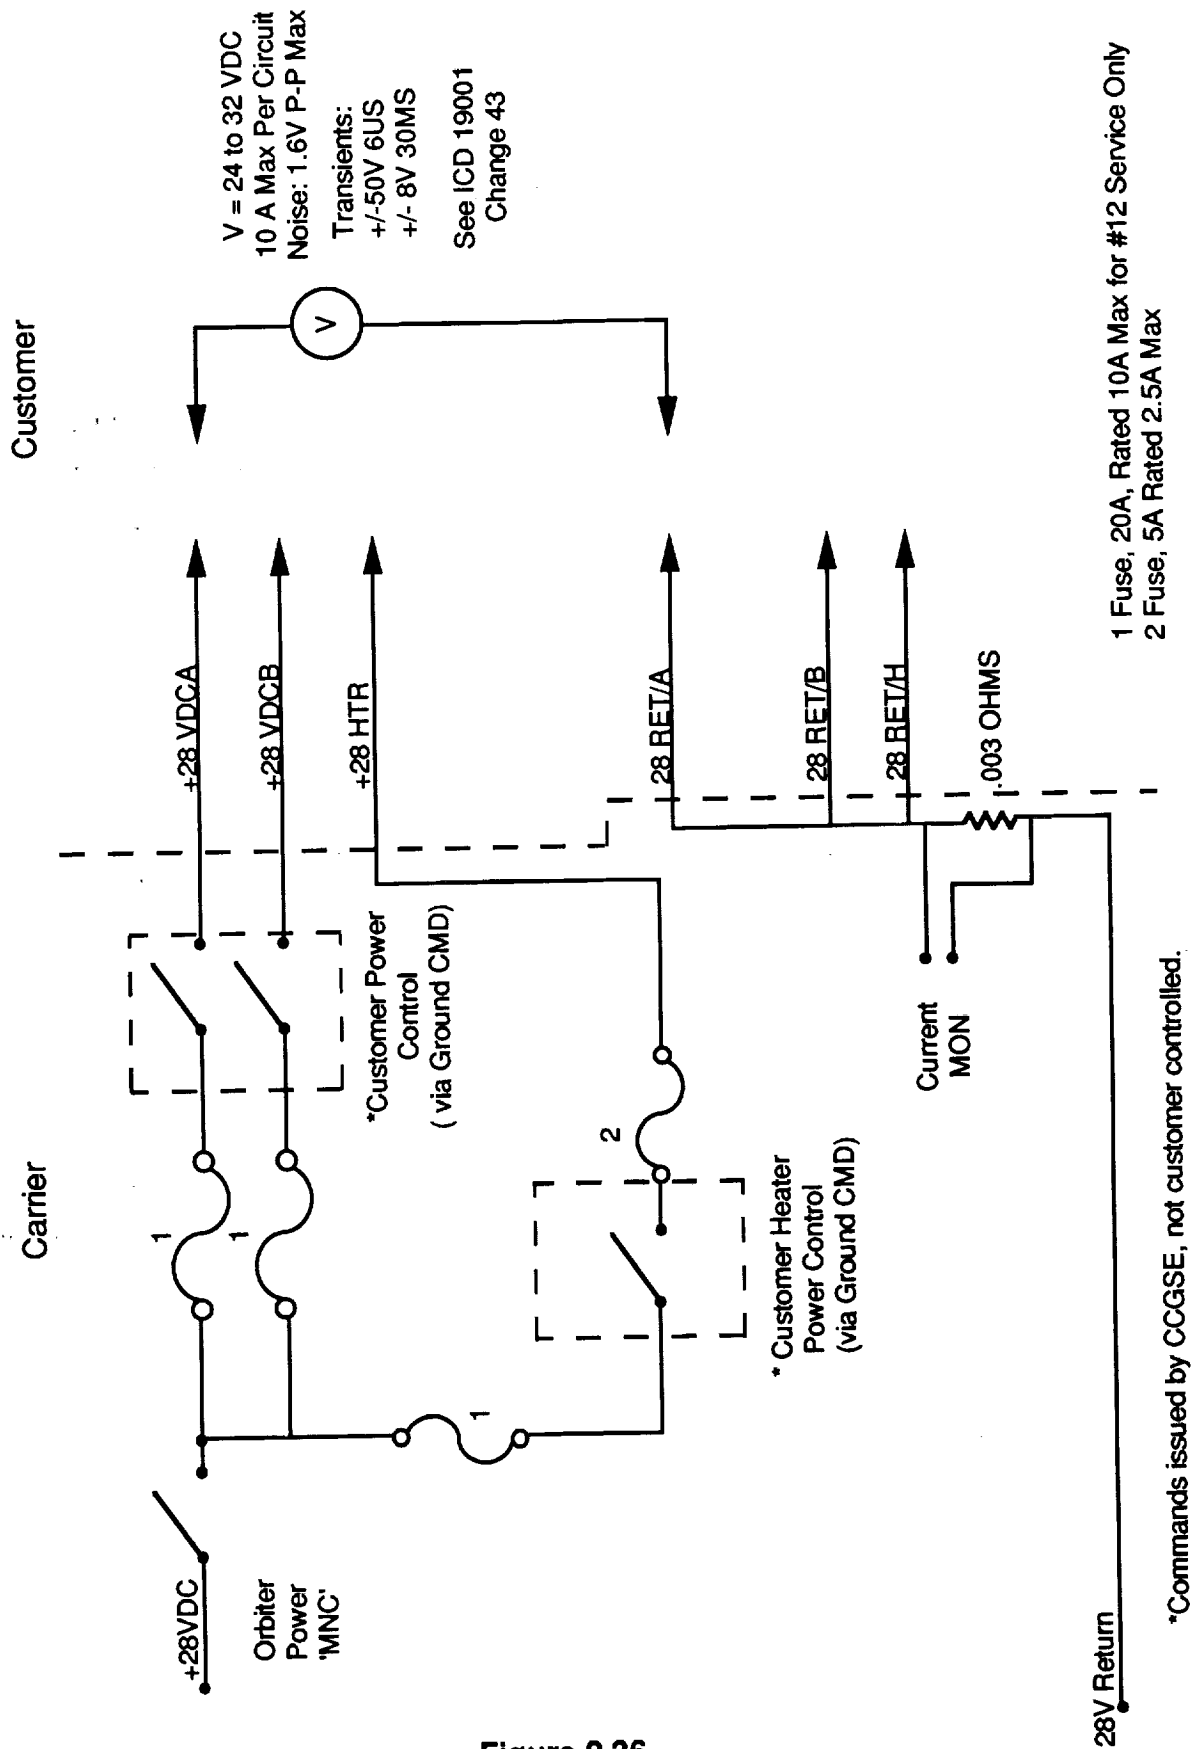 Carrier
Customer
+28VDC
Orbiter
Power
'MNC'
1
1
1
2
*Customer Power
Control
( via Ground CMD)
* Customer Heater
Power Control
(via Ground CMD)
+28 VDCA
+28 VDCB
+28 HTR
28 RET/A
28 RET/B
28 RET/H
.003 OHMS
Current
MON
V
V = 24 to 32 VDC
10 A Max Per Circuit
Noise: 1.6V P-P Max
Transients:
+/-50V 6US
+/- 8V 30MS
See ICD 19001
Change 43
28V Return
1 Fuse, 20A, Rated 10A Max for #12 Service Only
2 Fuse, 5A Rated 2.5A Max
*Commands issued by CCGSE, not customer controlled.